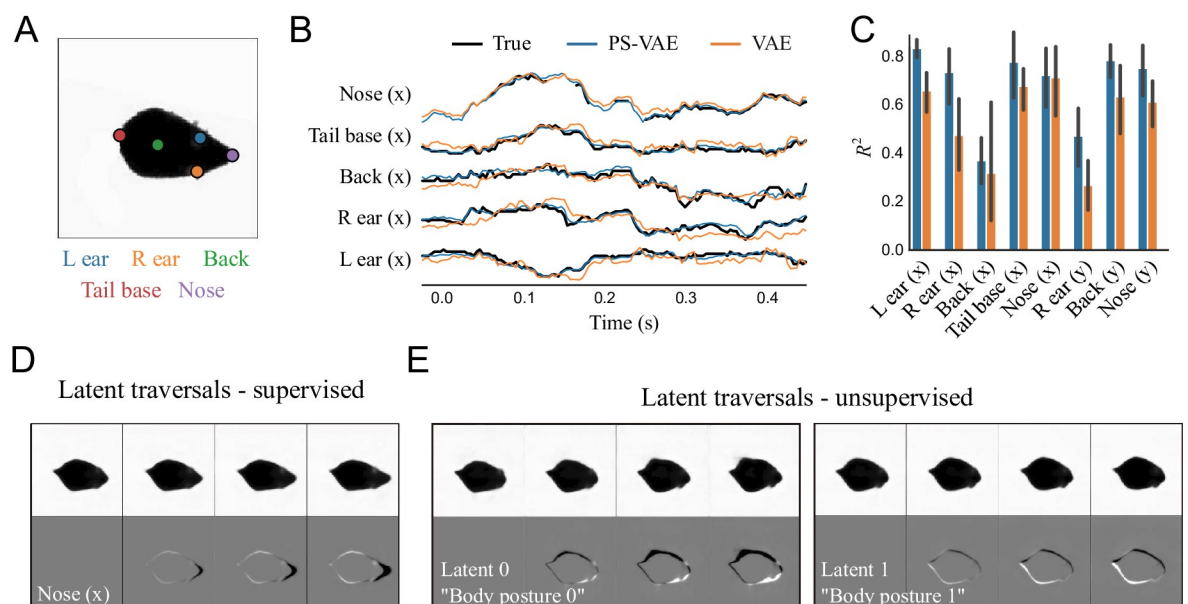 A
L ear R ear Back
Tail base Nose
B
True PS-VAE VAE
Nose (x)
Tail base (x)
Back (x)
R ear (x)
L ear (x)
0.0 0.1 0.2 0.3 0.4
Time (s)
C
0.8
0.6
0.4
0.2
0.0
R²
L ear (x)
R ear (x)
Back (x)
Tail base (x)
Nose (x)
R ear (y)
Back (y)
Nose (y)
D
Latent traversals - supervised
Nose (x)
E
Latent traversals - unsupervised
Latent 0
"Body posture 0"
Latent 1
"Body posture 1"